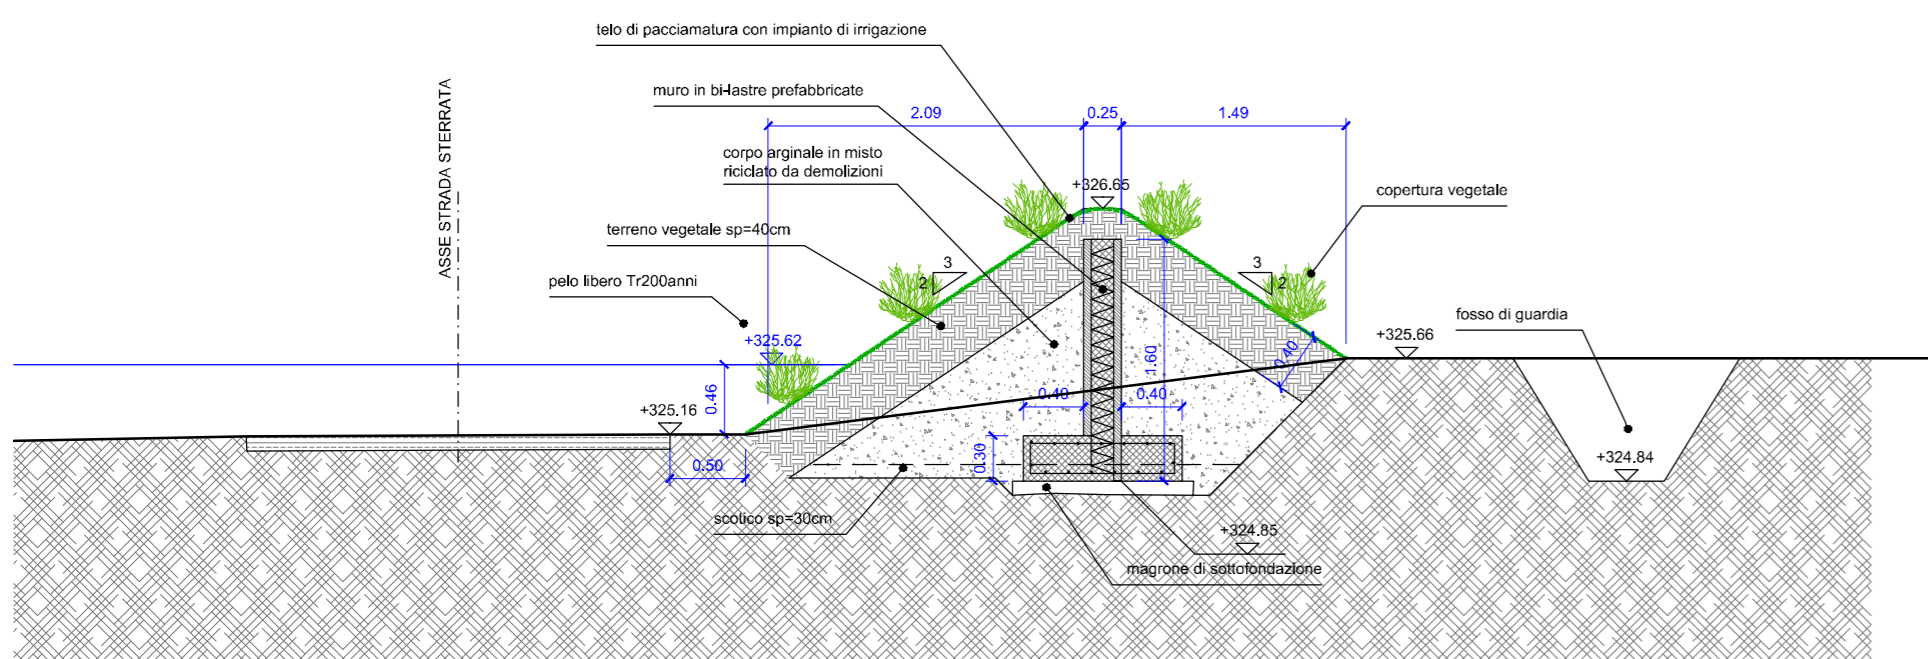 telo di pacciamatura con impianto di irrigazione
muro in bi-lastre prefabbricate
2.09
0.25
1.49
corpo arginale in misto
riciclato da demolizioni
ASSE STRADA STERRATA
+326.65
copertura vegetale
terreno vegetale sp=40cm
3
2
3
2
pelo libero Tr200anni
fosso di guardia
+325.62
+325.66
0.40
1.60
0.46
0.40
0.40
+325.16
0.30
0.50
+324.84
scotico sp=30cm
+324.85
magrone di sottofondazione